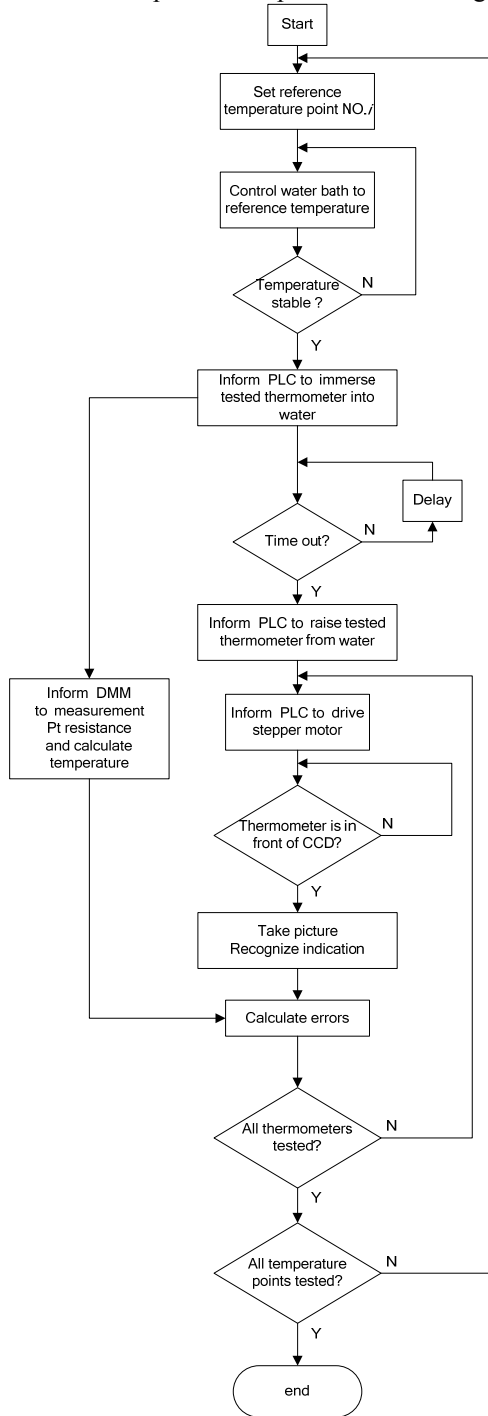 Start
Set reference
temperature point NO.i
Control water bath to
reference temperature
Temperature
stable ?
N
Y
Inform PLC to immerse
tested thermometer into
water
Delay
Time out?
N
Y
Inform PLC to raise tested
thermometer from water
Inform DMM
to measurement
Pt resistance
and calculate
temperature
Inform PLC to drive
stepper motor
Thermometer is in
front of CCD?
N
Y
Take picture
Recognize indication
Calculate errors
All thermometers
tested?
N
Y
All temperature
points tested?
N
Y
end